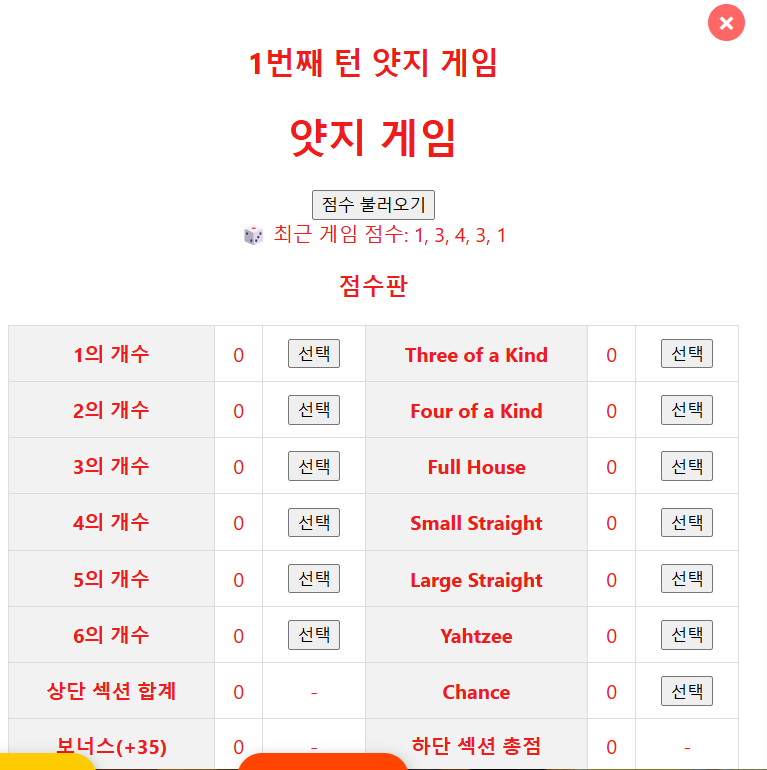 1번째 턴 얏지 게임
얏지 게임
점수 불러오기
🎲 최근 게임 점수: 1, 3, 4, 3, 1
점수판
1의 개수 0 선택 Three of a Kind 0 선택
2의 개수 0 선택 Four of a Kind 0 선택
3의 개수 0 선택 Full House 0 선택
4의 개수 0 선택 Small Straight 0 선택
5의 개수 0 선택 Large Straight 0 선택
6의 개수 0 선택 Yahtzee 0 선택
상단 섹션 합계 0 - Chance 0 선택
보너스(+35) 0 - 하단 섹션 총점 0 -